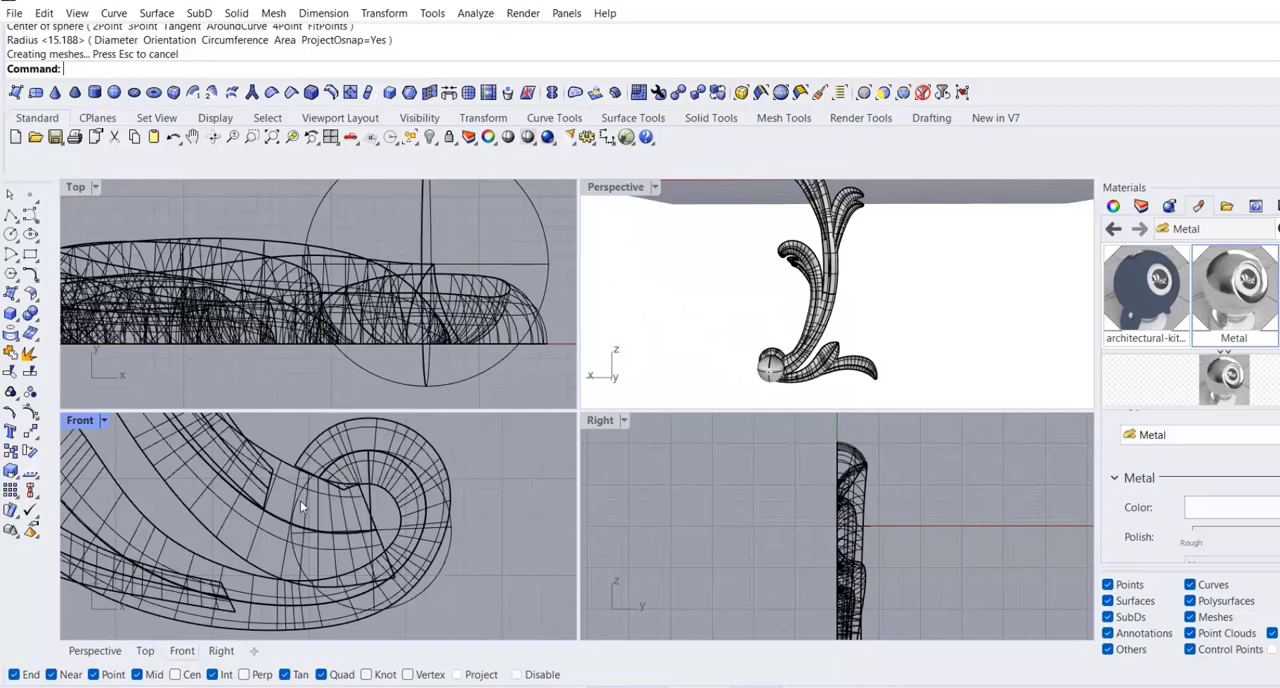 File Edit View Curve Surface SubD Solid Mesh Dimension Transform Tools Analyze Render Panels Help
Center of sphere ( 2Point 3Point Tangent AroundCurve 4Point FitPoints )
Radius <15.188> ( Diameter Orientation Circumference Area ProjectOsnap=Yes )
Creating meshes... Press Esc to cancel
Command:
Standard CPlanes Set View Display Select Viewport Layout Visibility Transform Curve Tools Surface Tools Solid Tools Mesh Tools Render Tools Drafting New in V7
Top
Perspective
Materials
Metal
architectural-kit... Metal
z
x y
y
x
Front
Right
Metal
Metal
Color:
Polish:
Rough
z
x
z
y
Points Curves
Surfaces Polysurfaces
SubDs Meshes
Annotations Point Clouds
Others Control Points
Perspective Top Front Right
End Near Point Mid Cen Int Perp Tan Quad Knot Vertex Project Disable